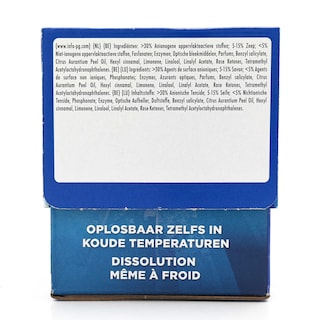 (www.info-pg.com) (NL) (BE) Ingrediënten: >30% Anionogene oppervlakteactieve stoffen; 5-15% Zeep; <5%
Niet-ionogene oppervlakteactieve stoffen, Fosfonaten; Enzymen, Optische bleekmiddelen, Parfums, Benzyl salicylate,
Citrus Aurantium Peel Oil, Hexyl cinnamal, Limonene, Linalool, Linalyl Acetate, Rose Ketones, Tetramethyl
Acetyloctahydronaphthalenes. (BE) (LU) Ingrédients: >30% Agents de surface anioniques; 5-15% Savon; <5% Agents
de surface non ioniques, Phosphonates; Enzymes, Azurants optiques, Parfums, Benzyl salicylate, Citrus
Aurantium Peel Oil, Hexyl cinnamal, Limonene, Linalool, Linalyl Acetate, Rose Ketones, Tetramethyl
Acetyloctahydronaphthalenes. (BE) (LU) Inhaltsstoffe: >30% Anionische Tenside; 5-15% Seife; <5% Nichtionische
Tenside, Phosphonate; Enzyme, Optische Aufheller, Duftstoffe, Benzyl salicylate, Citrus Aurantium Peel Oil, Hexyl
cinnamal, Limonene, Linalool, Linalyl Acetate, Rose Ketones, Tetramethyl Acetyloctahydronaphthalenes.
OPLOSBAAR ZELFS IN
KOUDE TEMPERATUREN
DISSOLUTION
MÊME À FROID